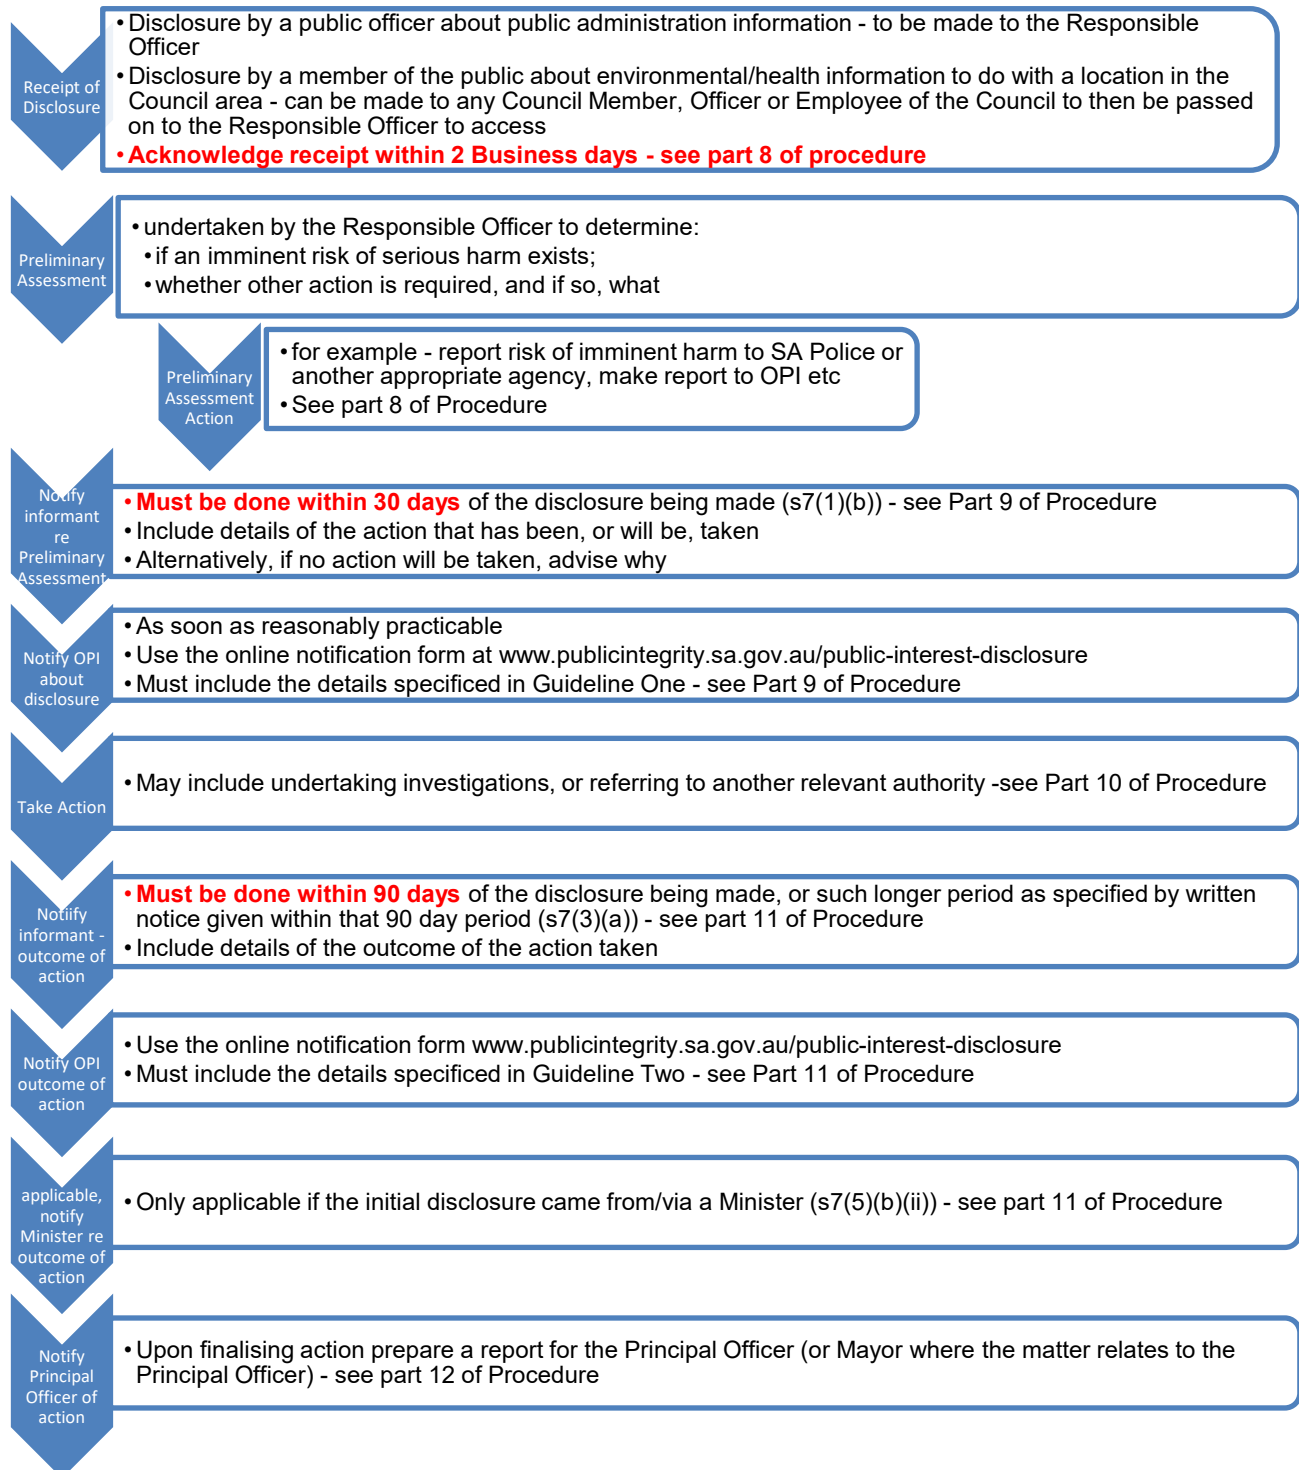 Receipt of
Disclosure
• Disclosure by a public officer about public administration information - to be made to the Responsible
Officer
• Disclosure by a member of the public about environmental/health information to do with a location in the
Council area - can be made to any Council Member, Officer or Employee of the Council to then be passed
on to the Responsible Officer to access
• Acknowledge receipt within 2 Business days - see part 8 of procedure
Preliminary
Assessment
• undertaken by the Responsible Officer to determine:
• if an imminent risk of serious harm exists;
• whether other action is required, and if so, what
Preliminary
Assessment
Action
• for example - report risk of imminent harm to SA Police or
another appropriate agency, make report to OPI etc
• See part 8 of Procedure
Notify
informant
re
Preliminary
Assessment
• Must be done within 30 days of the disclosure being made (s7(1)(b)) - see Part 9 of Procedure
• Include details of the action that has been, or will be, taken
• Alternatively, if no action will be taken, advise why
Notify OPI
about
disclosure
• As soon as reasonably practicable
• Use the online notification form at www.publicintegrity.sa.gov.au/public-interest-disclosure
• Must include the details specificed in Guideline One - see Part 9 of Procedure
Take Action
• May include undertaking investigations, or referring to another relevant authority -see Part 10 of Procedure
Notiify
informant -
outcome of
action
• Must be done within 90 days of the disclosure being made, or such longer period as specified by written
notice given within that 90 day period (s7(3)(a)) - see part 11 of Procedure
• Include details of the outcome of the action taken
Notify OPI
outcome of
action
• Use the online notification form www.publicintegrity.sa.gov.au/public-interest-disclosure
• Must include the details specificed in Guideline Two - see Part 11 of Procedure
applicable,
notify
Minister re
outcome of
action
• Only applicable if the initial disclosure came from/via a Minister (s7(5)(b)(ii)) - see part 11 of Procedure
Notify
Principal
Officer of
action
• Upon finalising action prepare a report for the Principal Officer (or Mayor where the matter relates to the
Principal Officer) - see part 12 of Procedure